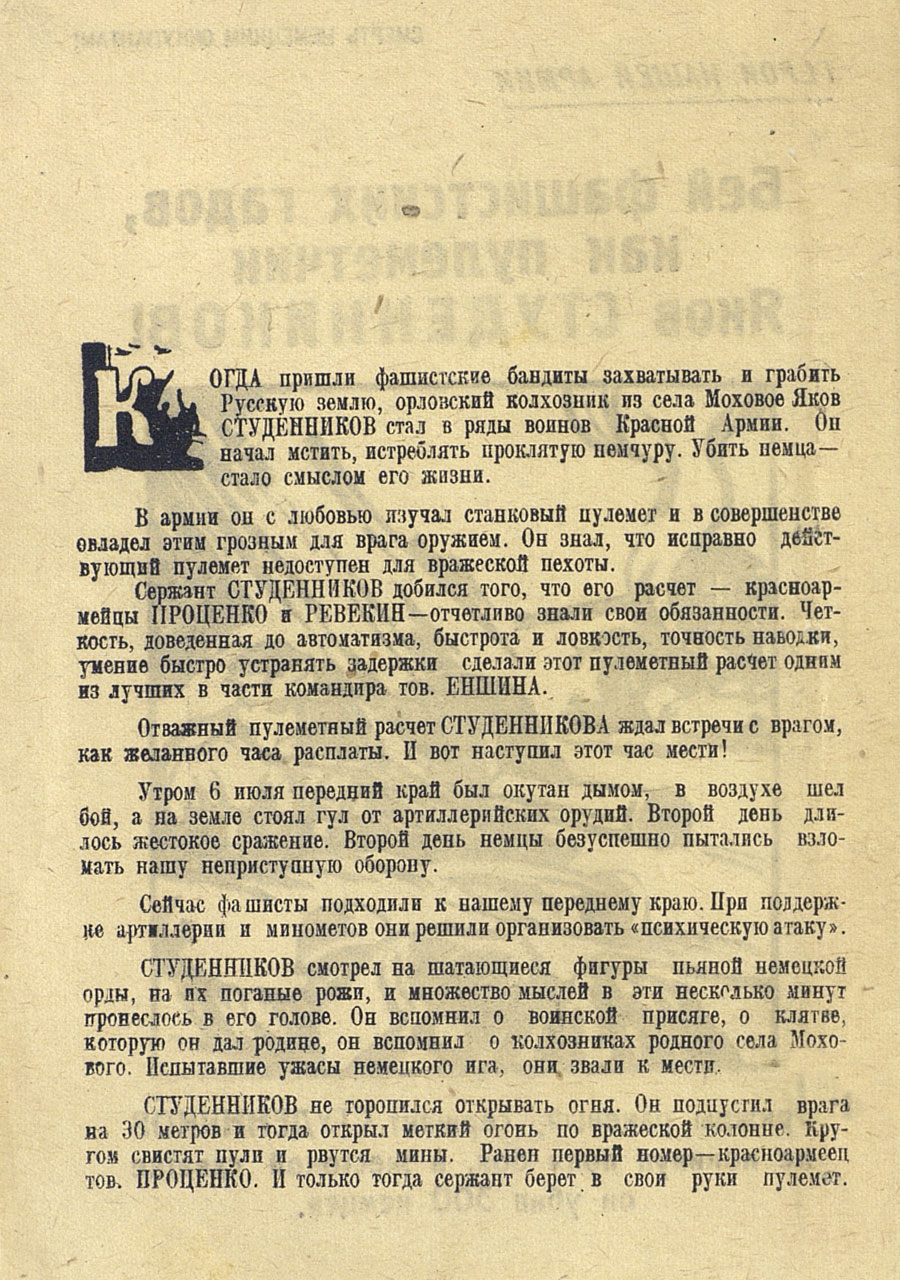 КОГДА пришли фашистские бандиты захватывать и грабить
Русскую землю, орловский колхозник из села Моховое Яков
СТУДЕННИКОВ стал в ряды воинов Красной Армии. Он
начал мстить, истреблять проклятую немчуру. Убить немца—
стало смыслом его жизни.
В армии он с любовью изучал станковый пулемет и в совершенстве
овладел этим грозным для врага оружием. Он знал, что исправно дейст-
вующий пулемет недоступен для вражеской пехоты.
Сержант СТУДЕННИКОВ добился того, что его расчет — красноар-
мейцы ПРОЦЕНКО и РЕВЕКИН—отчетливо знали свои обязанности. Чет-
кость, доведенная до автоматизма, быстрота и ловкость, точность наводки,
умение быстро устранять задержки сделали этот пулеметный расчет одним
из лучших в части командира тов. ЕНШИНА.
Отважный пулеметный расчет СТУДЕННИКОВА ждал встречи с врагом,
как желанного часа расплаты. И вот наступил этот час мести!
Утром 6 июля передний край был окутан дымом, в воздухе шел
бой, а на земле стоял гул от артиллерийских орудий. Второй день дли-
лось жестокое сражение. Второй день немцы безуспешно пытались взло-
мать нашу неприступную оборону.
Сейчас фашисты подходили к нашему переднему краю. При поддерж-
ке артиллерии и минометов они решили организовать «психическую атаку».
СТУДЕННИКОВ смотрел на шатающиеся фигуры пьяной немецкой
орды, на их поганые рожи, и множество мыслей в эти несколько минут
пронеслось в его голове. Он вспомнил о воинской присяге, о клятве,
которую он дал родине, он вспомнил о колхозниках родного села Мохо-
вого. Испытавшие ужасы немецкого ига, они звали к мести.
СТУДЕННИКОВ не торопился открывать огня. Он подпустил врага
на 30 метров и тогда открыл меткий огонь по вражеской колонне. Кру-
гом свистят пули и рвутся мины. Ранен первый номер—красноармеец
тов. ПРОЦЕНКО. И только тогда сержант берет в свои руки пулемет.